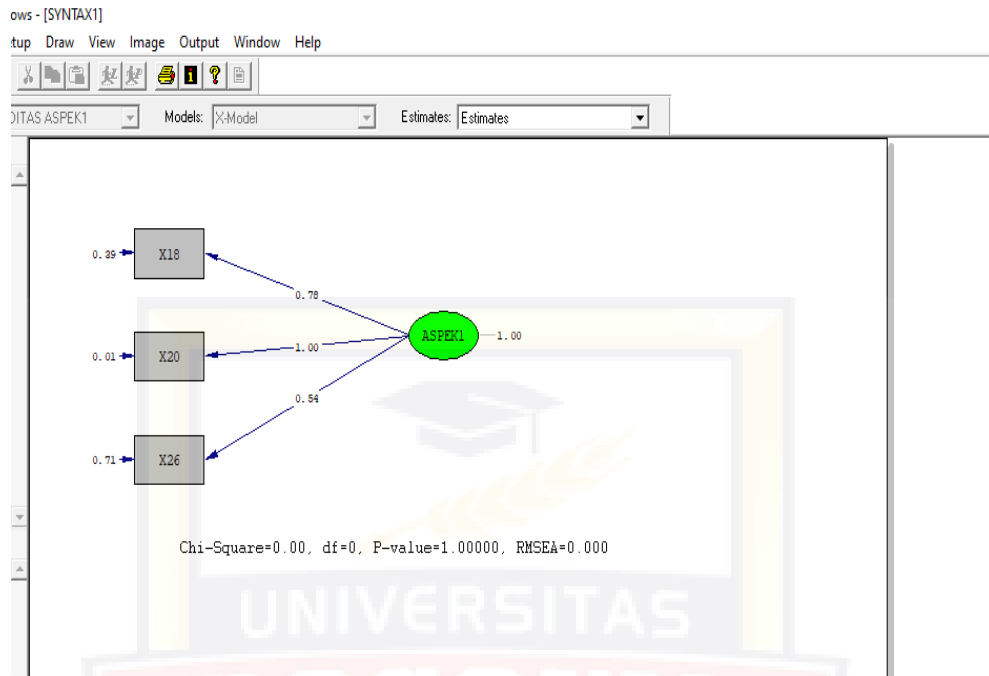 ows - [SYNTAX1]
tup Draw View Image Output Window Help
DITAS ASPEK1 Models: X-Model Estimates: Estimates
0.39 X18
0.78
ASPEK1 1.00
0.01 X20 1.00
0.54
0.71 X26
Chi-Square=0.00, df=0, P-value=1.00000, RMSEA=0.000
UNIVERSITAS